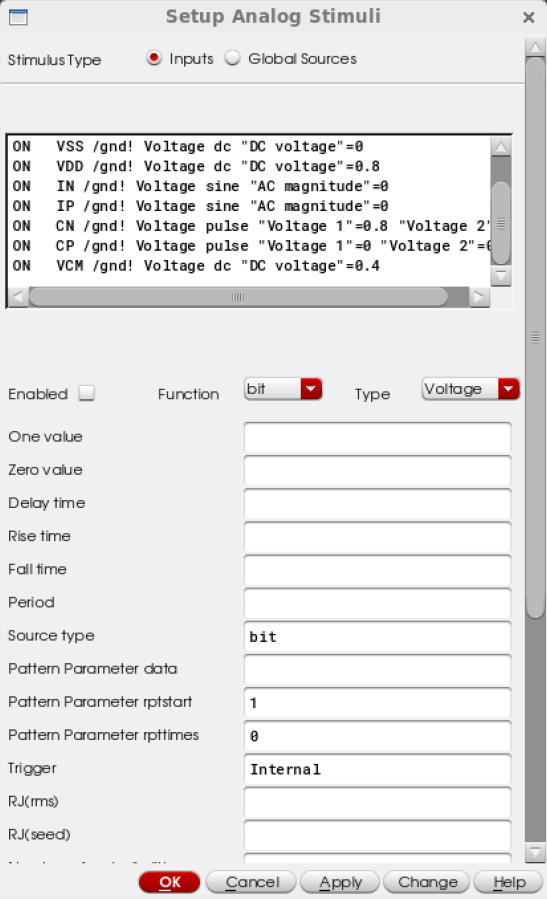 Setup Analog Stimuli
Stimulus Type Inputs Global Sources
ON VSS /gnd! Voltage dc "DC voltage"=0
ON VDD /gnd! Voltage dc "DC voltage"=0.8
ON IN /gnd! Voltage sine "AC magnitude"=0
ON IP /gnd! Voltage sine "AC magnitude"=0
ON CN /gnd! Voltage pulse "Voltage 1"=0.8 "Voltage 2"
ON CP /gnd! Voltage pulse "Voltage 1"=0 "Voltage 2"=
ON VCM /gnd! Voltage dc "DC voltage"=0.4
Enabled Function bit Type Voltage
One value
Zero value
Delay time
Rise time
Fall time
Period
Source type bit
Pattern Parameter data
Pattern Parameter rptstart 1
Pattern Parameter rpttimes 0
Trigger Internal
RJ(rms)
RJ(seed)
OK Cancel Apply Change Help